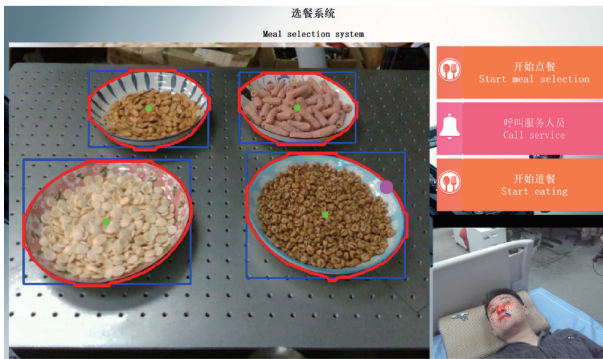 选餐系统
Meal selection system
开始点餐
Start meal selection
呼叫服务人员
Call service
开始进餐
Start eating